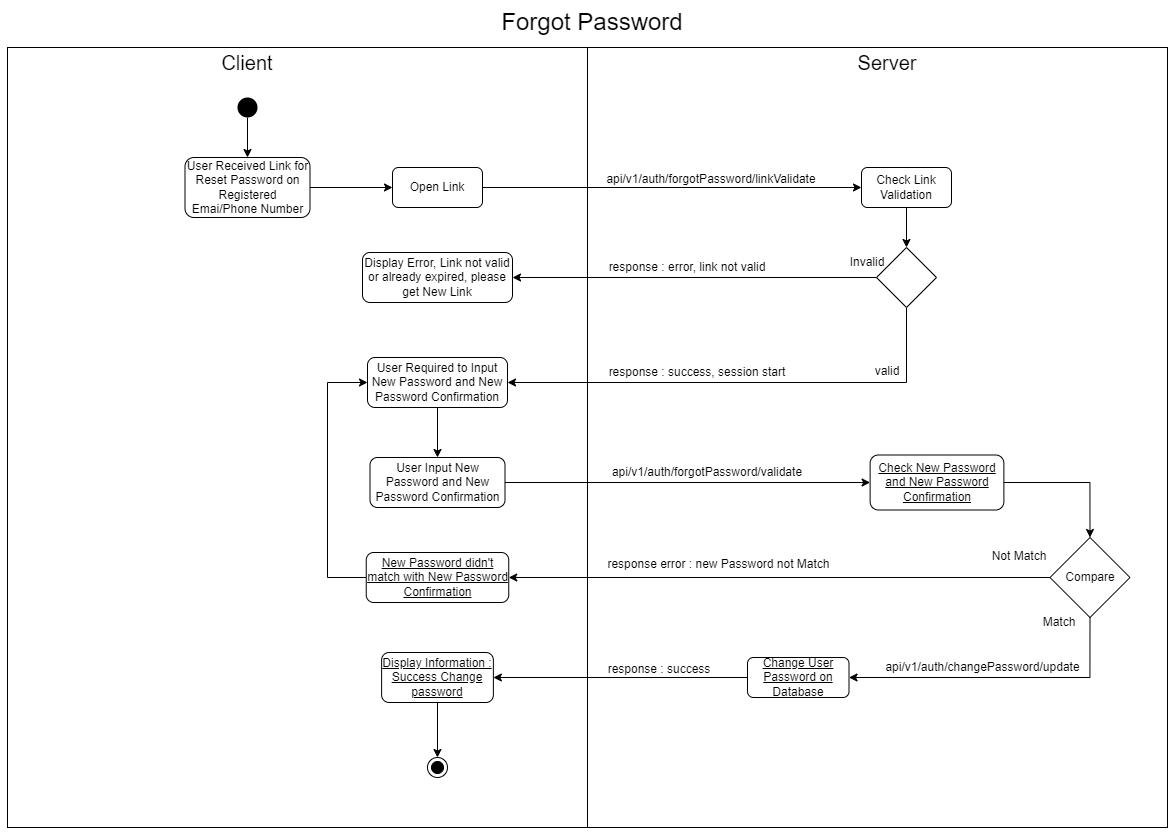 Forgot Password
Client
Server
User Received Link for
Reset Password on
Registered
Emai/Phone Number
Open Link
api/v1/auth/forgotPassword/linkValidate
Check Link
Validation
Display Error, Link not valid
or already expired, please
get New Link
response : error, link not valid
Invalid
User Required to Input
New Password and New
Password Confirmation
response : success, session start
valid
User Input New
Password and New
Password Confirmation
api/v1/auth/forgotPassword/validate
Check New Password
and New Password
Confirmation
New Password didn't
match with New Password
Confirmation
response error : new Password not Match
Not Match
Compare
Match
Display Information :
Success Change
password
response : success
Change User
Password on
Database
api/v1/auth/changePassword/update